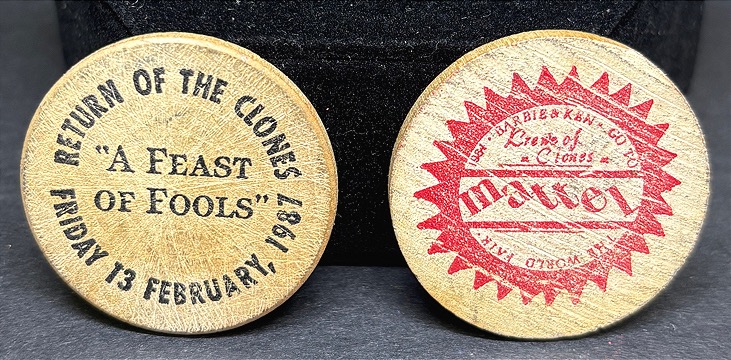 RETURN OF THE CLONES
"A FEAST
OF FOOLS"
FRIDAY 13 FEBRUARY, 1987
1984 · BARBIE & KEN · GO TO
Krewe of
Clones
mattel
THE WORLD FAIR